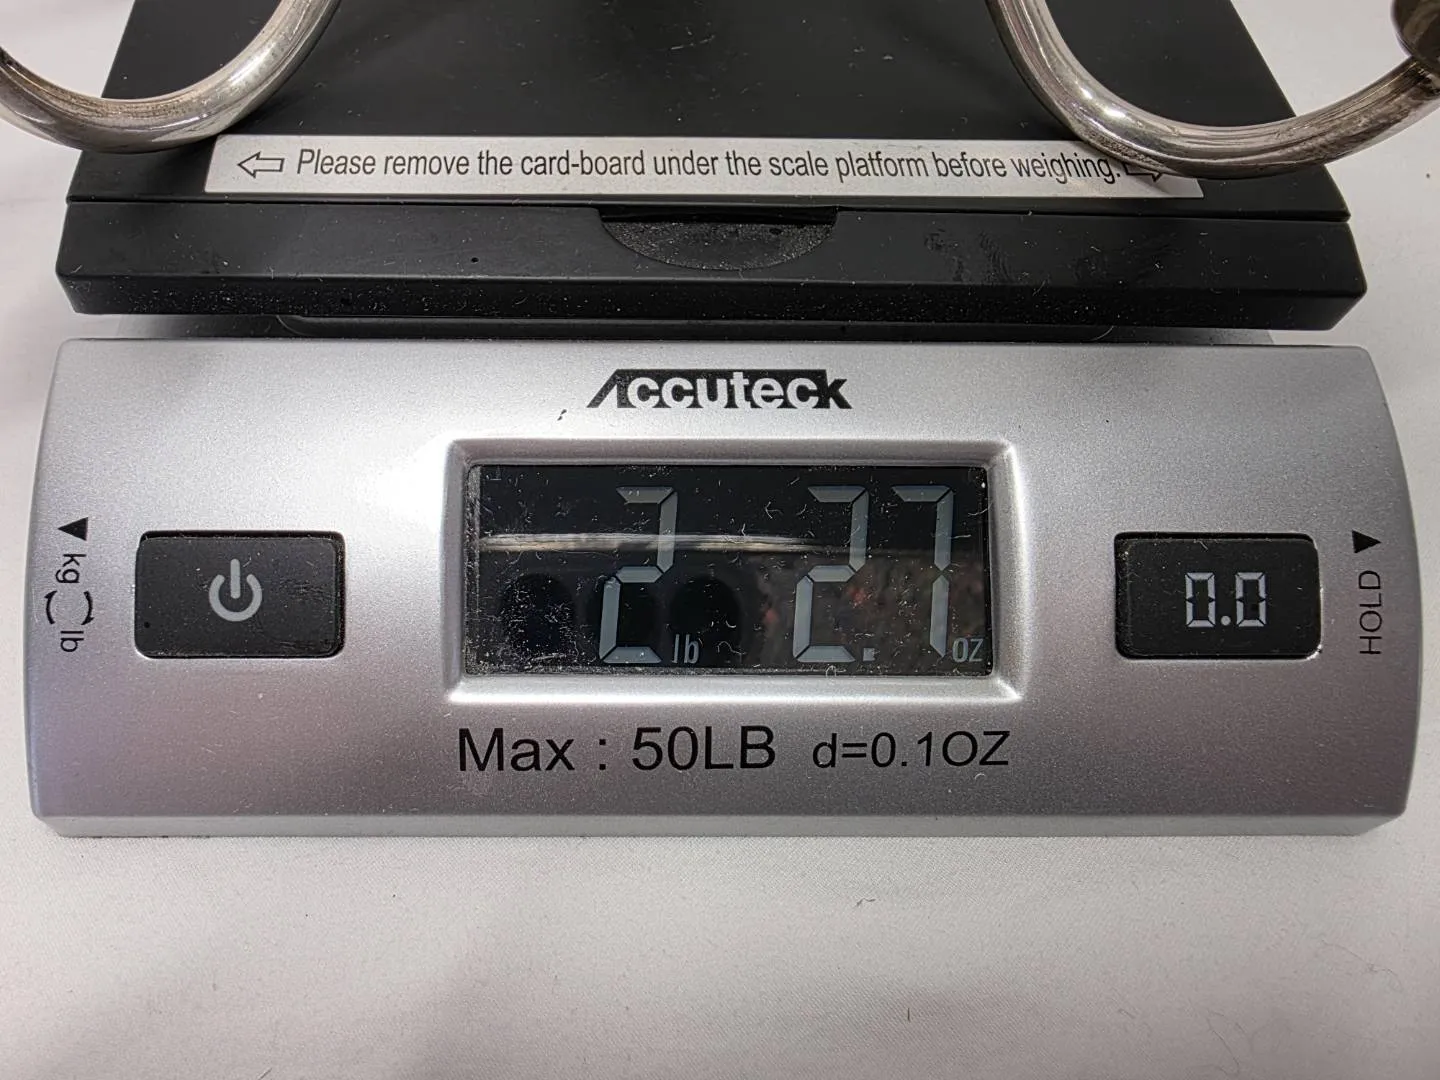 Please remove the card-board under the scale platform before weighing.
Accuteck
2 lb 2.7 oz
kg lb
0.0
HOLD
Max : 50LB d=0.1OZ